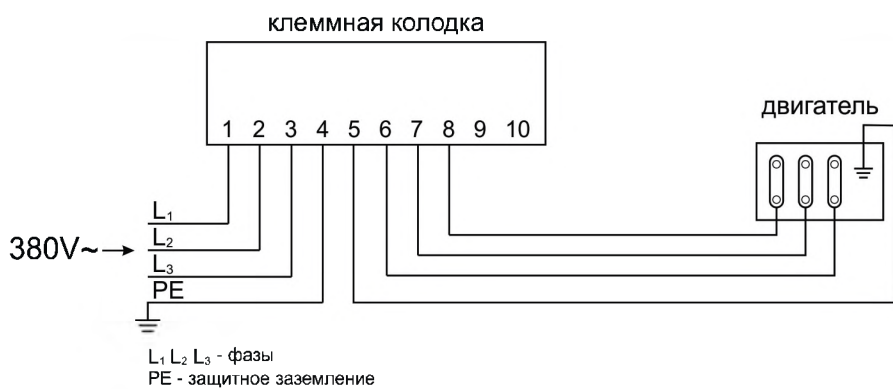 клеммная колодка
1 2 3 4 5 6 7 8 9 10
двигатель
L₁
380V~
L₂
L₃
PE
L₁ L₂ L₃ - фазы
PE - защитное заземление